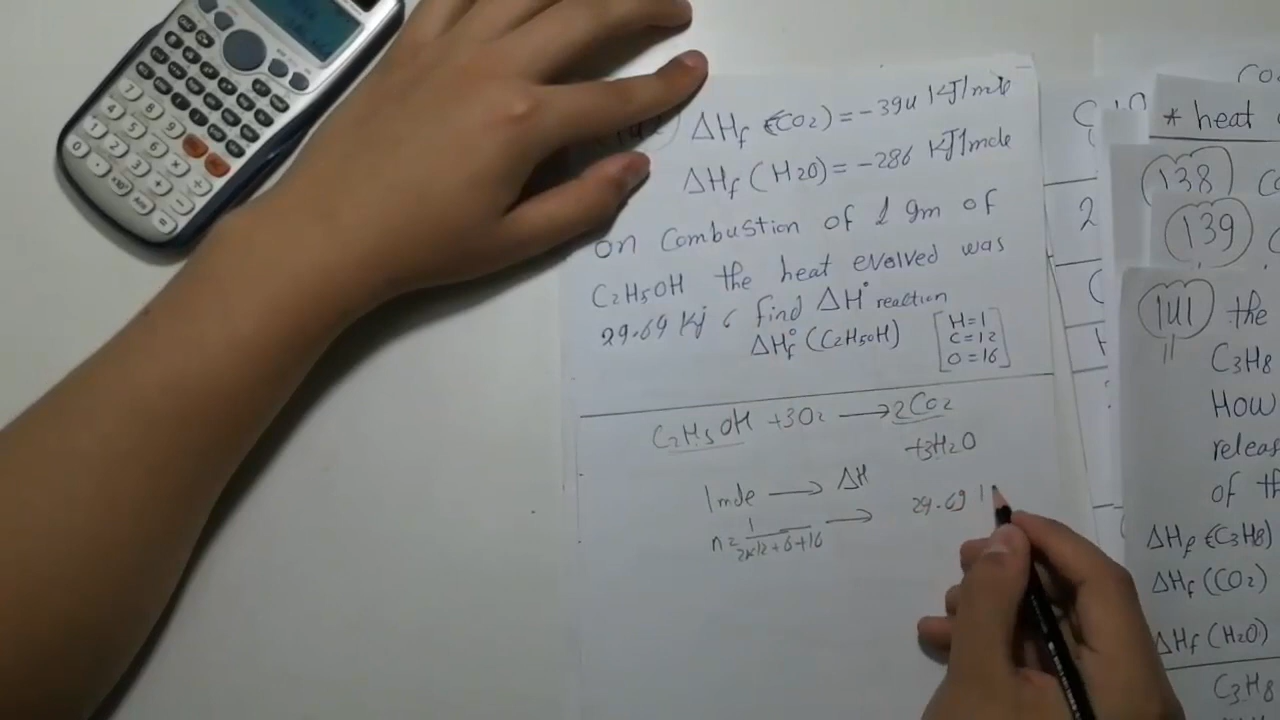 ΔHf (CO2) = - 394 KJ/mole
ΔHf (H2O) = - 286 KJ/mole
on Combustion of 1 gm of
C2H5OH the heat evolved was
29.69 kj 6 find ΔH° reaction
ΔHf° (C2H5OH) [H=1 C=12 O=16]
C2H5OH + 3O2 → 2CO2
+3H2O
1 mole → ΔH
n = 1 / 2x12+6+16 → 29.69
* heat
138
139
2
141 the
C3H8
How
releas
of th
ΔHf (C3H8)
ΔHf (CO2)
ΔHf (H2O)
C3H8